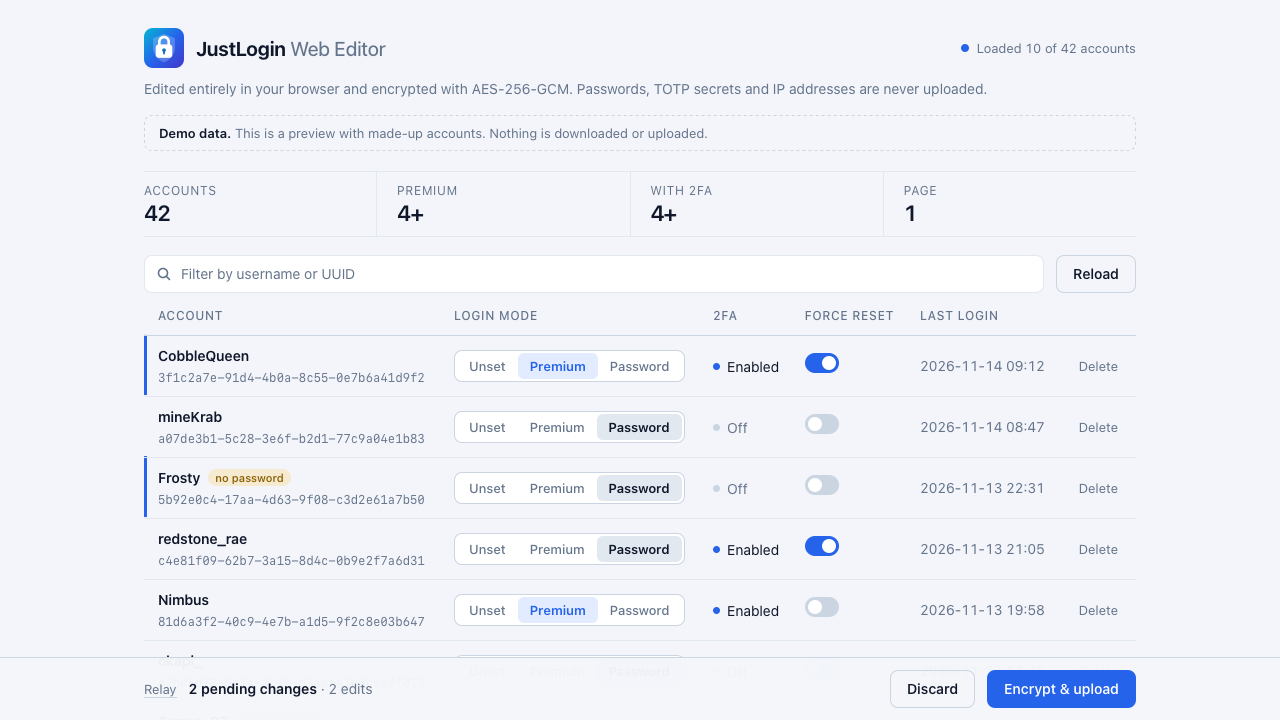 JustLogin Web Editor
Loaded 10 of 42 accounts
Edited entirely in your browser and encrypted with AES-256-GCM. Passwords, TOTP secrets and IP addresses are never uploaded.
Demo data. This is a preview with made-up accounts. Nothing is downloaded or uploaded.
ACCOUNTS PREMIUM WITH 2FA PAGE
42 4+ 4+ 1
Filter by username or UUID Reload
ACCOUNT LOGIN MODE 2FA FORCE RESET LAST LOGIN
CobbleQueen
Unset Premium Password Enabled 2026-11-14 09:12 Delete
3f1c2a7e-91d4-4b0a-8c55-0e7b6a41d9f2
mineKrab
Unset Premium Password Off 2026-11-14 08:47 Delete
a07de3b1-5c28-3e6f-b2d1-77c9a04e1b83
Frosty no password
Unset Premium Password Off 2026-11-13 22:31 Delete
5b92e0c4-17aa-4d63-9f08-c3d2e61a7b50
redstone_rae
Unset Premium Password Enabled 2026-11-13 21:05 Delete
c4e81f09-62b7-3a15-8d4c-0b9e2f7a6d31
Nimbus
Unset Premium Password Enabled 2026-11-13 19:58 Delete
81d6a3f2-40c9-4e7b-a1d5-9f2c8e03b647
Relay 2 pending changes · 2 edits Discard Encrypt & upload